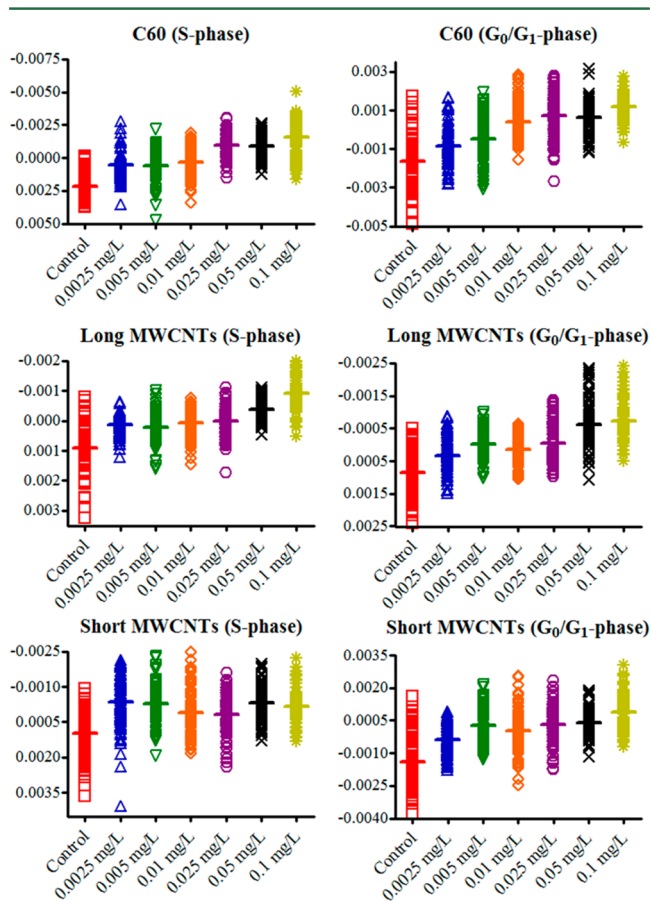 C60 (S-phase)
-0.0075
-0.0050
-0.0025
0.0000
0.0025
0.0050
Control
0.0025 mg/L
0.005 mg/L
0.01 mg/L
0.025 mg/L
0.05 mg/L
0.1 mg/L
C60 (G0/G1-phase)
0.003
0.001
-0.001
-0.003
-0.005
Control
0.0025 mg/L
0.005 mg/L
0.01 mg/L
0.025 mg/L
0.05 mg/L
0.1 mg/L
Long MWCNTs (S-phase)
-0.002
-0.001
0.000
0.001
0.002
0.003
Control
0.0025 mg/L
0.005 mg/L
0.01 mg/L
0.025 mg/L
0.05 mg/L
0.1 mg/L
Long MWCNTs (G0/G1-phase)
-0.0025
-0.0015
-0.0005
0.0005
0.0015
0.0025
Control
0.0025 mg/L
0.005 mg/L
0.01 mg/L
0.025 mg/L
0.05 mg/L
0.1 mg/L
Short MWCNTs (S-phase)
-0.0025
-0.0010
0.0005
0.0020
0.0035
Control
0.0025 mg/L
0.005 mg/L
0.01 mg/L
0.025 mg/L
0.05 mg/L
0.1 mg/L
Short MWCNTs (G0/G1-phase)
0.0035
0.0020
0.0005
-0.0010
-0.0025
-0.0040
Control
0.0025 mg/L
0.005 mg/L
0.01 mg/L
0.025 mg/L
0.05 mg/L
0.1 mg/L